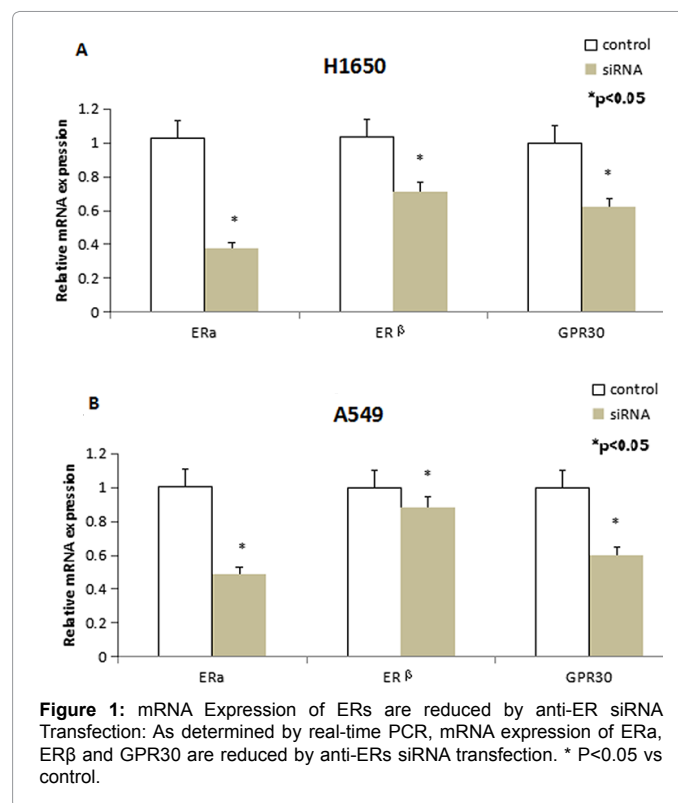 A
H1650
control
siRNA
*p<0.05
Relative mRNA expression
1.2
1
0.8
0.6
0.4
0.2
0
*
*
*
ERa
ER β
GPR30
B
A549
control
siRNA
*p<0.05
Relative mRNA expression
1.2
1
0.8
0.6
0.4
0.2
0
*
*
*
ERa
ER β
GPR30
Figure 1: mRNA Expression of ERs are reduced by anti-ER siRNA
Transfection: As determined by real-time PCR, mRNA expression of ERa,
ERβ and GPR30 are reduced by anti-ERs siRNA transfection. * P<0.05 vs
control.